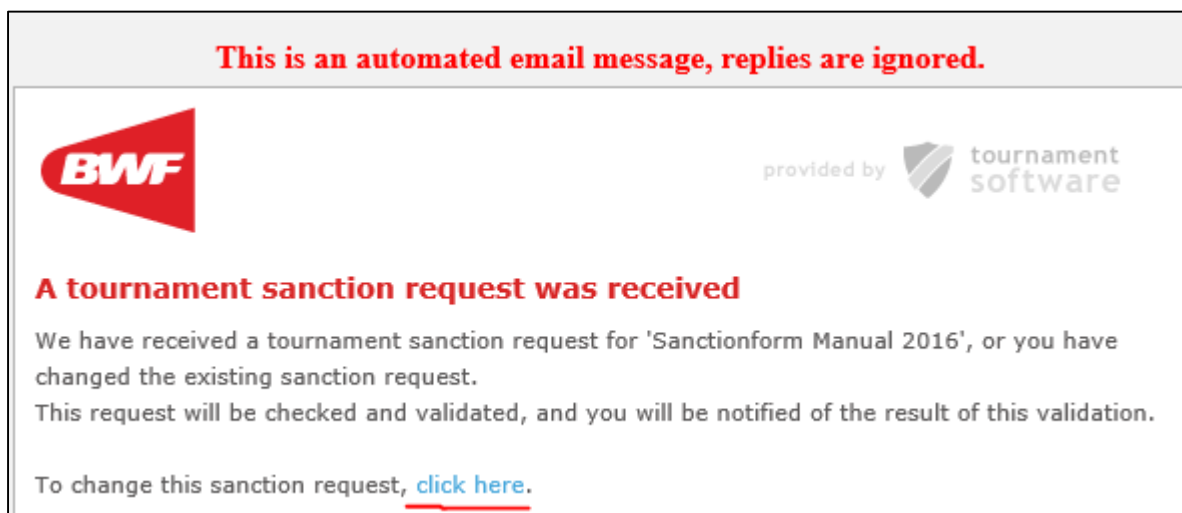 This is an automated email message, replies are ignored.
BWF
provided by tournament software
A tournament sanction request was received
We have received a tournament sanction request for 'Sanctionform Manual 2016', or you have
changed the existing sanction request.
This request will be checked and validated, and you will be notified of the result of this validation.
To change this sanction request, click here.